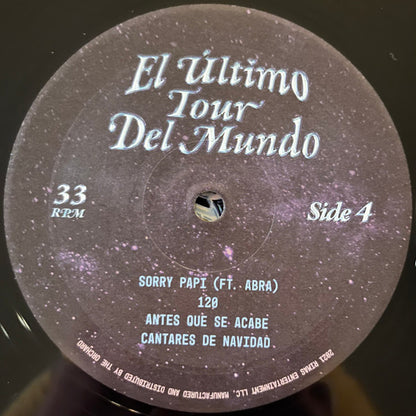 El Último
Tour
Del Mundo
33
RPM
Side 4
SORRY PAPI (FT. ABRA)
120
ANTES QUE SE ACABE
CANTARES DE NAVIDAD
2021 RIMAS ENTERTAINMENT LLC. MANUFACTURED AND DISTRIBUTED BY THE ORCHARD